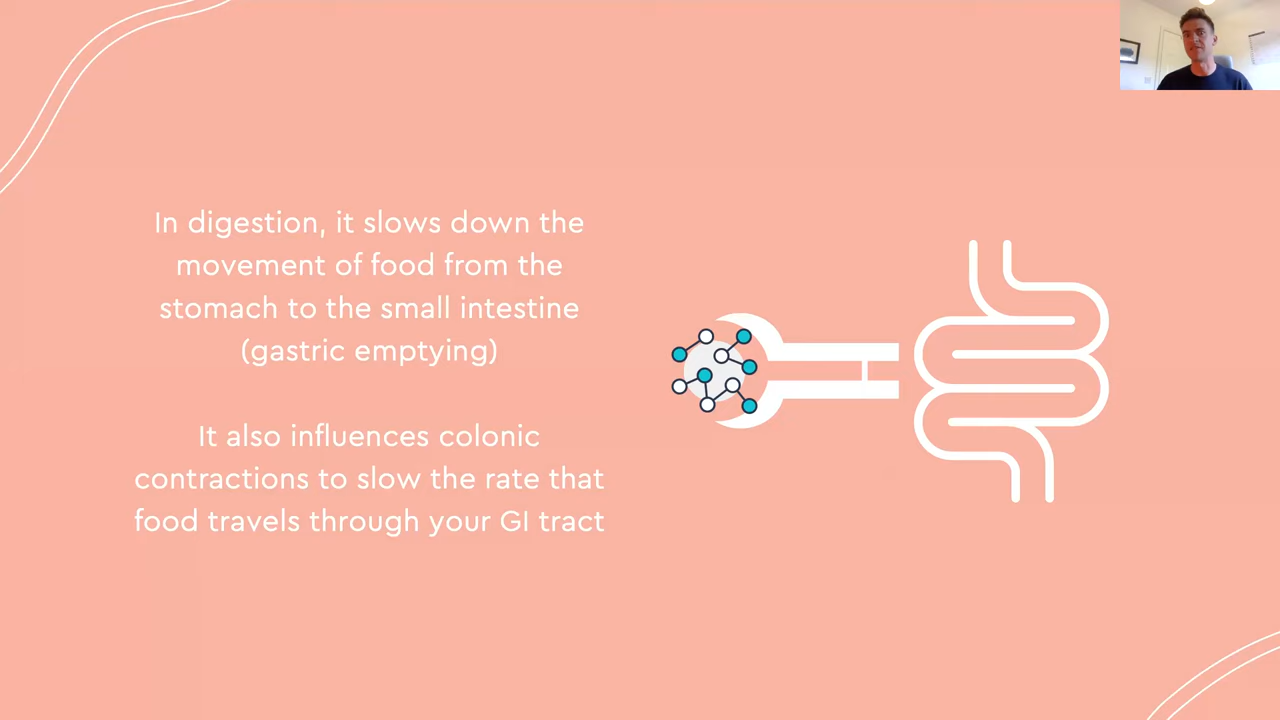 In digestion, it slows down the
movement of food from the
stomach to the small intestine
(gastric emptying)
It also influences colonic
contractions to slow the rate that
food travels through your GI tract